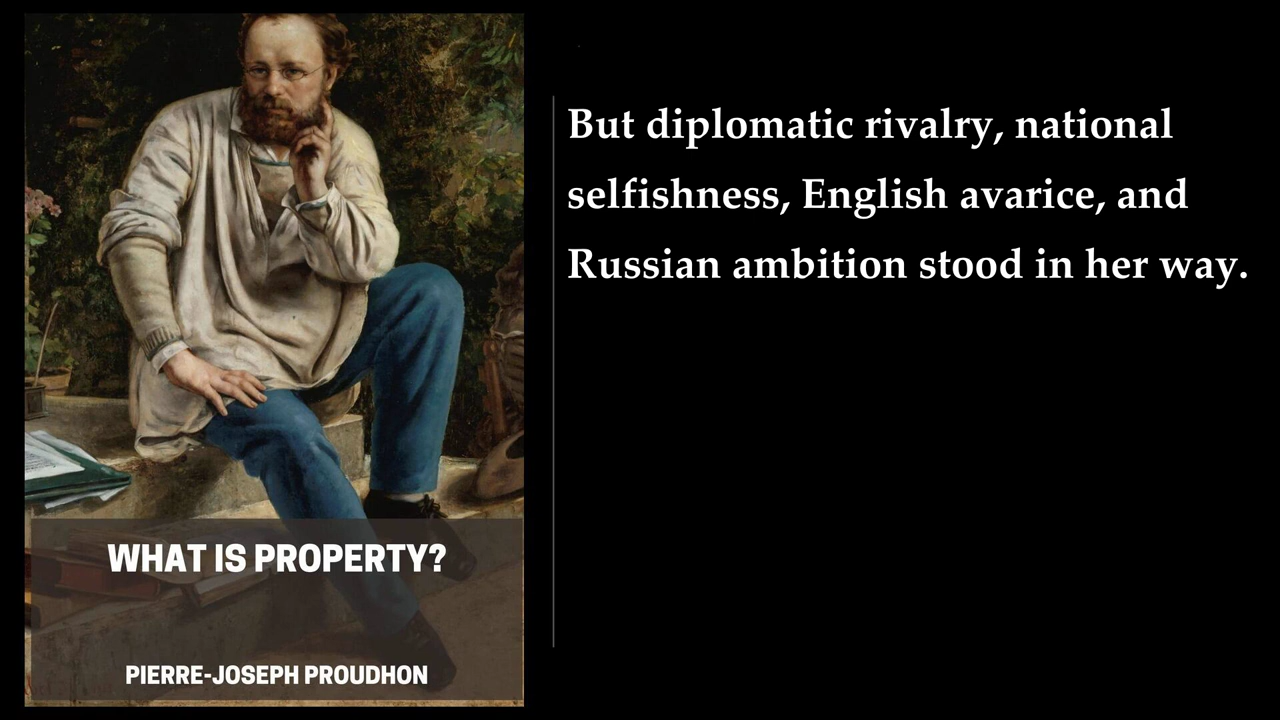 But diplomatic rivalry, national
selfishness, English avarice, and
Russian ambition stood in her way.
WHAT IS PROPERTY?
PIERRE-JOSEPH PROUDHON